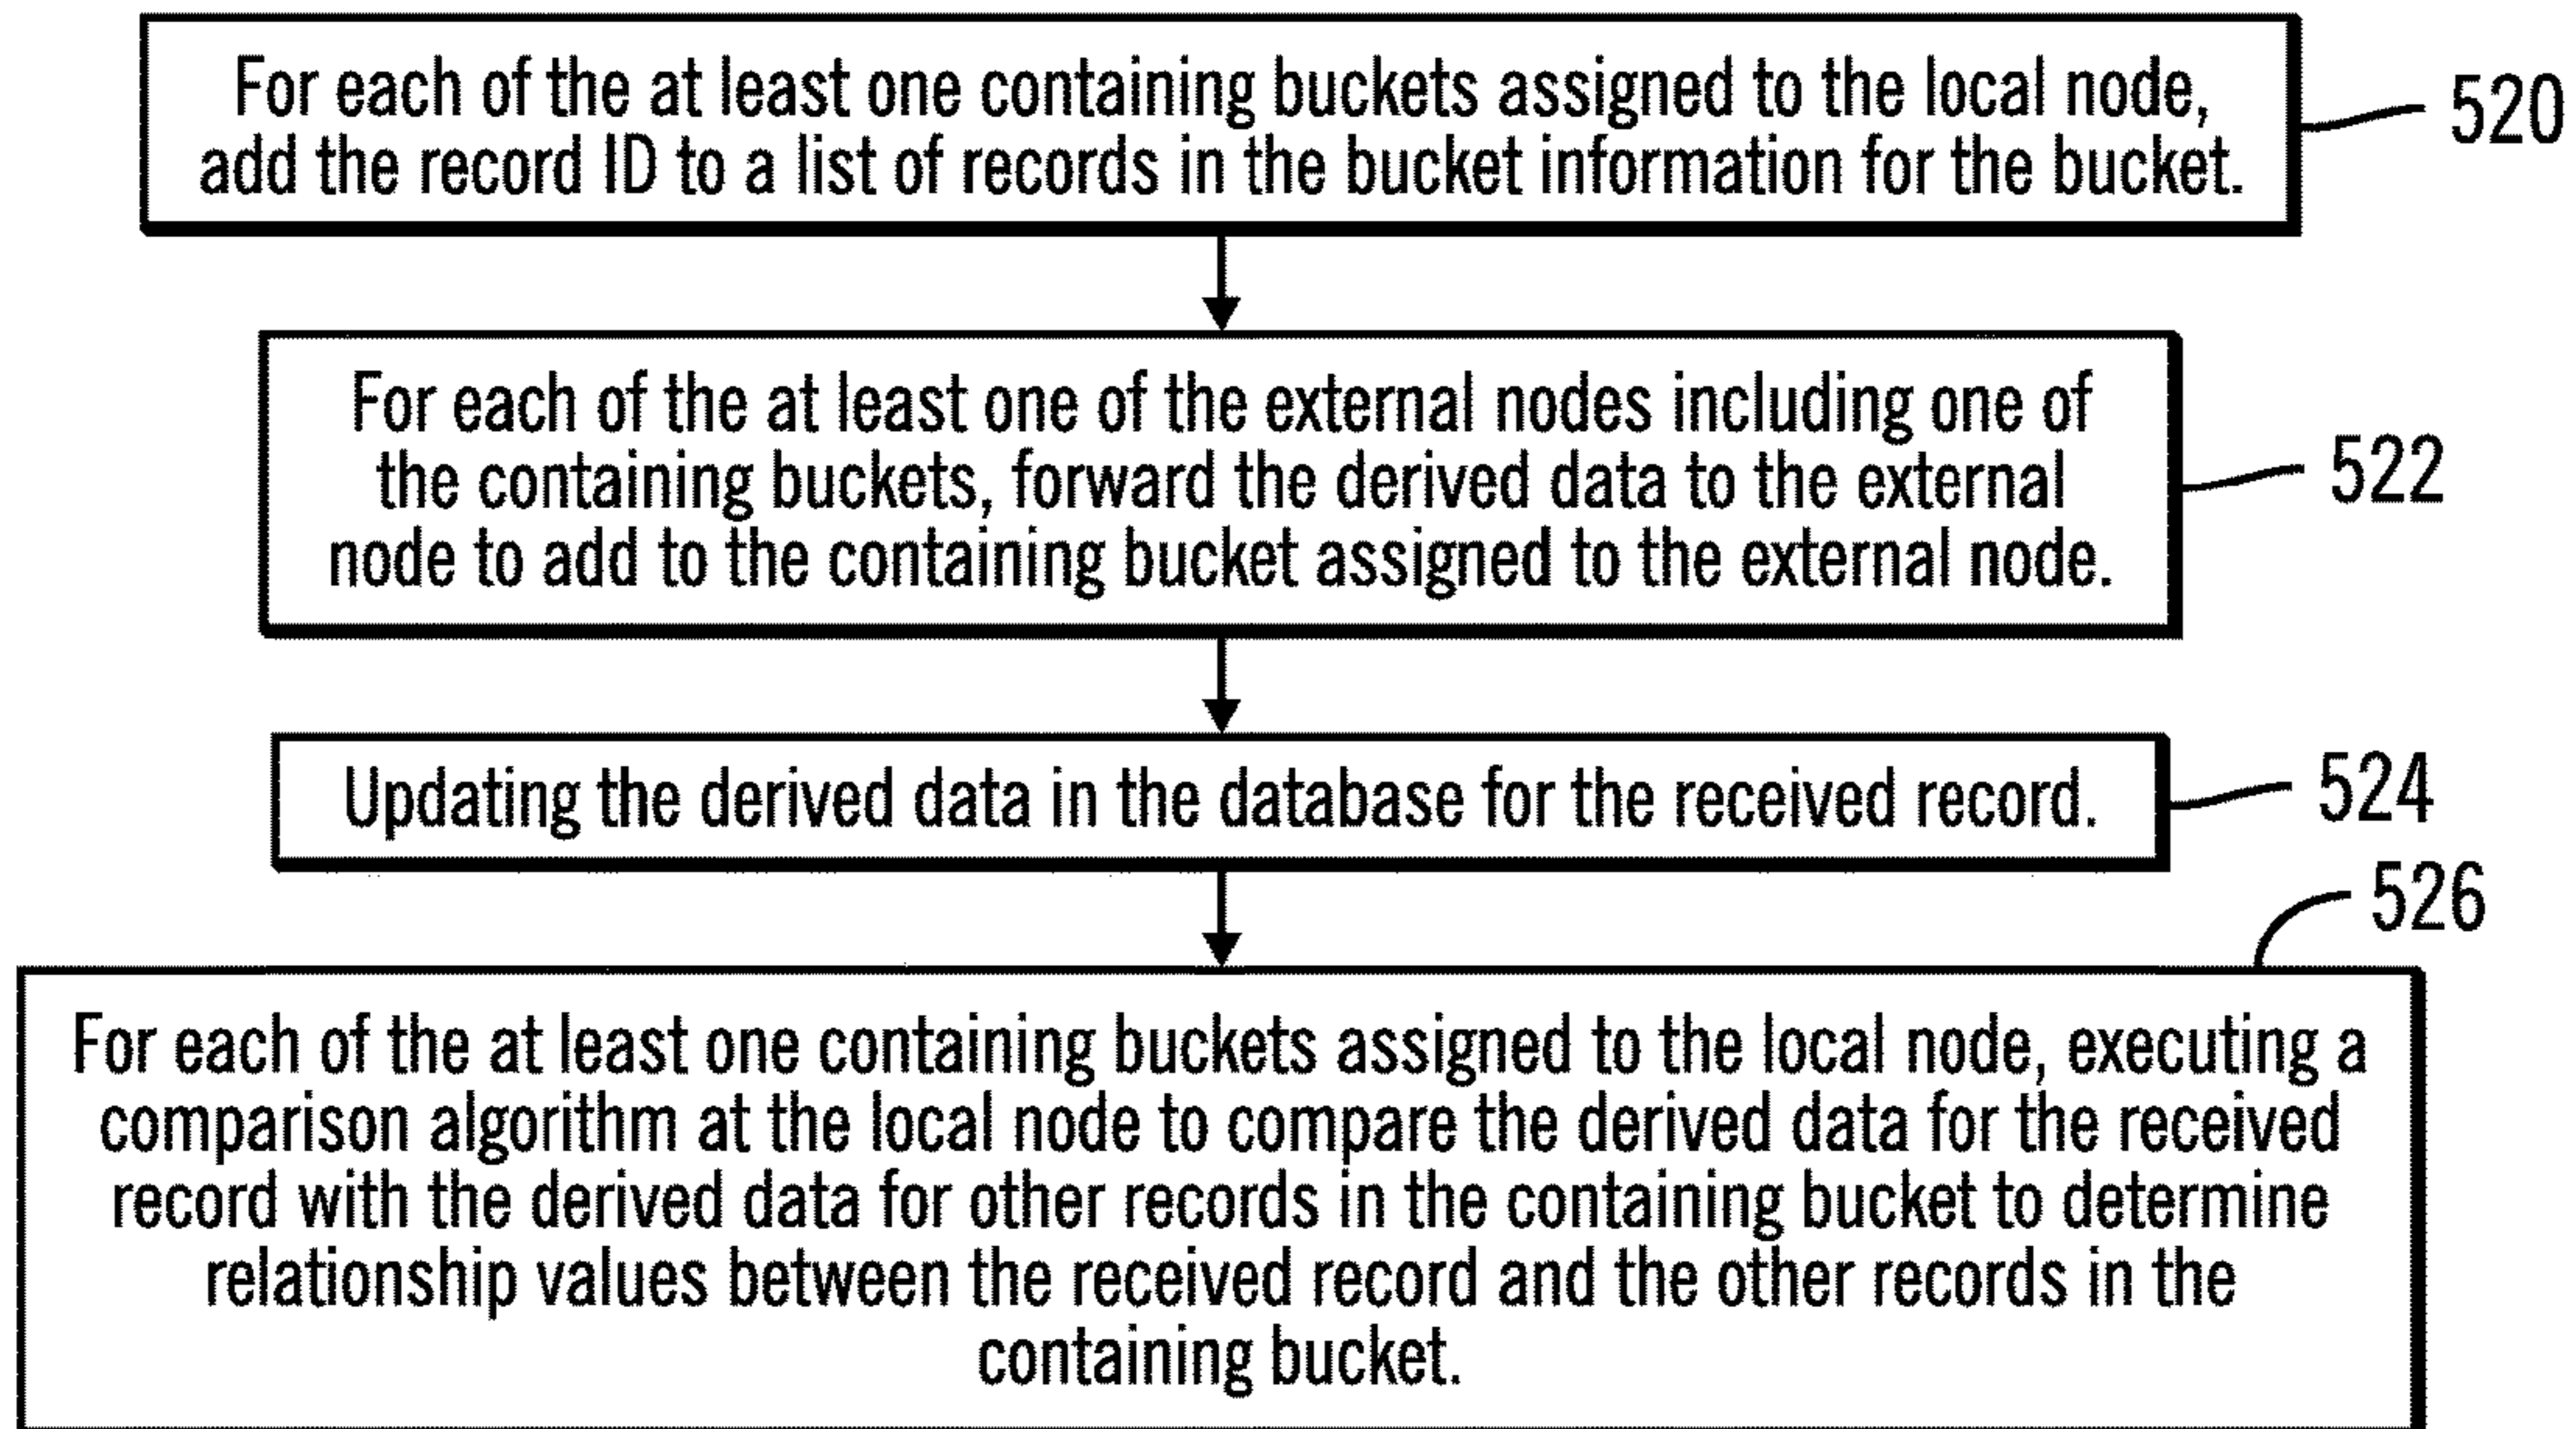 For each of the at least one containing buckets assigned to the local node,
add the record ID to a list of records in the bucket information for the bucket.
520
For each of the at least one of the external nodes including one of
the containing buckets, forward the derived data to the external
node to add to the containing bucket assigned to the external node.
522
Updating the derived data in the database for the received record.
524
526
For each of the at least one containing buckets assigned to the local node, executing a
comparison algorithm at the local node to compare the derived data for the received
record with the derived data for other records in the containing bucket to determine
relationship values between the received record and the other records in the
containing bucket.